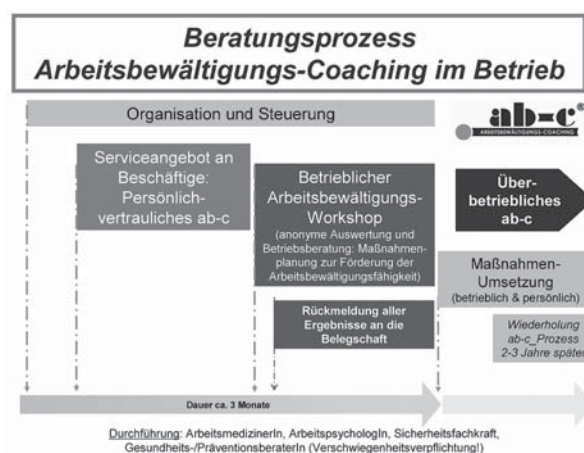 Beratungsprozess
Arbeitsbewältigungs-Coaching im Betrieb
Organisation und Steuerung
ab=c®
ARBEITSBEWÄLTIGUNGS-COACHING
Serviceangebot an
Beschäftige:
Persönlich-
vertrauliches ab-c
Betrieblicher
Arbeitsbewältigungs-
Workshop
(anonyme Auswertung und
Betriebsberatung: Maßnahmen-
planung zur Förderung der
Arbeitsbewältigungsfähigkeit)
Über-
betriebliches
ab-c
Maßnahmen-
Umsetzung
(betrieblich & persönlich)
Rückmeldung aller
Ergebnisse an die
Belegschaft
Wiederholung
ab-c_Prozess
2-3 Jahre später
Dauer ca. 3 Monate
Durchführung: ArbeitsmedizinerIn, ArbeitspsychologIn, Sicherheitsfachkraft,
Gesundheits-/PräventionsberaterIn (Verschwiegenheitsverpflichtung!)